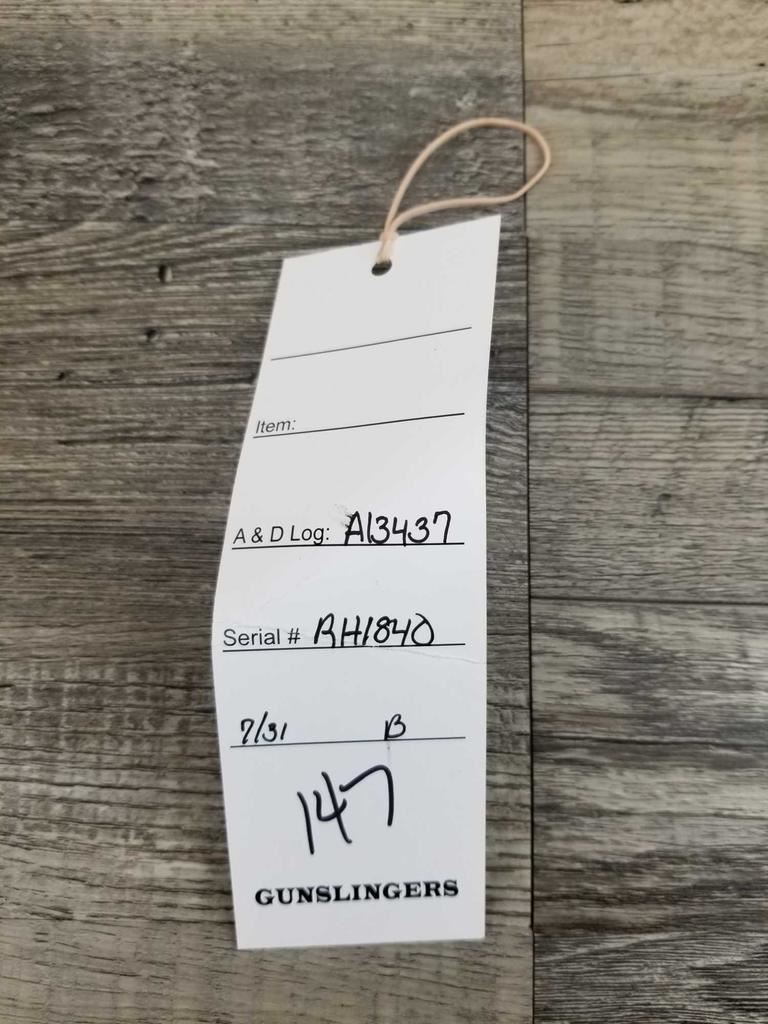 Item:
A & D Log: A13437
Serial # RH1840
7/31 B
147
GUNSLINGERS